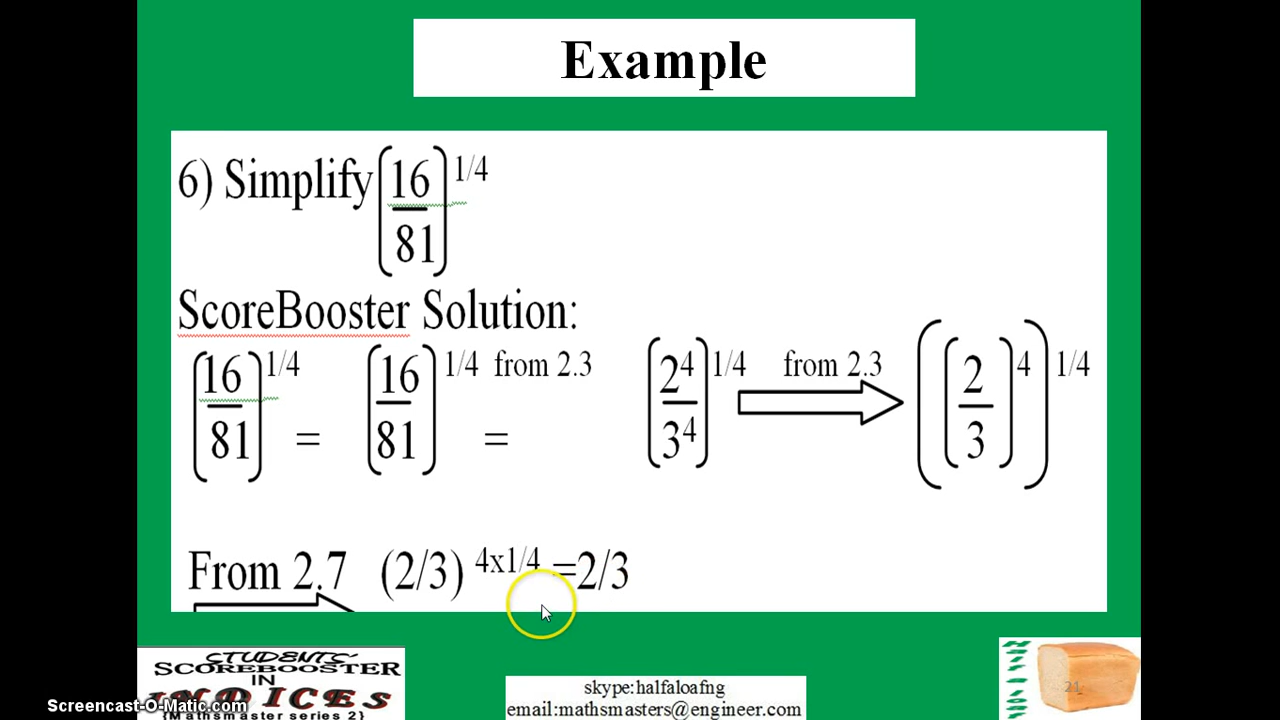 Example
6) Simplify (16/81)^1/4
ScoreBooster Solution:
(16/81)^1/4 = (16/81)^1/4 from 2.3 = (2^4/3^4)^1/4 from 2.3 ((2/3)^4)^1/4
From 2.7 (2/3) ^4x1/4 =2/3
STUDENTS
SCOREBOOSTER
IN
INDICES
{Mathsmaster series 2}
skype:halfaloafng
email:mathsmasters@engineer.com
21
Screencast-O-Matic.com